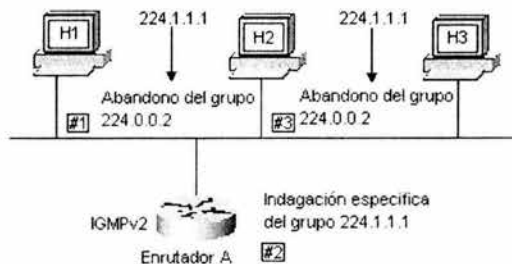 224.1.1.1
224.1.1.1
H1
H2
H3
Abandono del grupo
224.0.0.2
Abandono del grupo
224.0.0.2
#1
#3
IGMPv2
Enrutador A
Indagación especifica
del grupo 224.1.1.1
#2